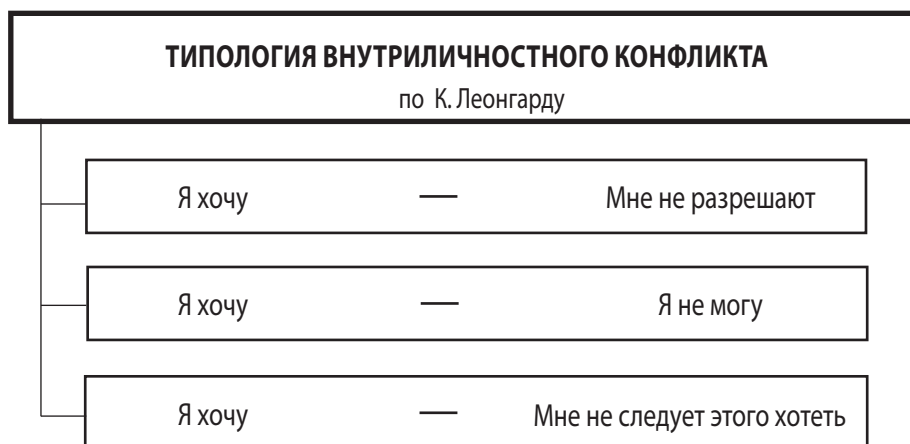 ТИПОЛОГИЯ ВНУТРИЛИЧНОСТНОГО КОНФЛИКТА
по К. Леонгарду
Я хочу — Мне не разрешают
Я хочу — Я не могу
Я хочу — Мне не следует этого хотеть